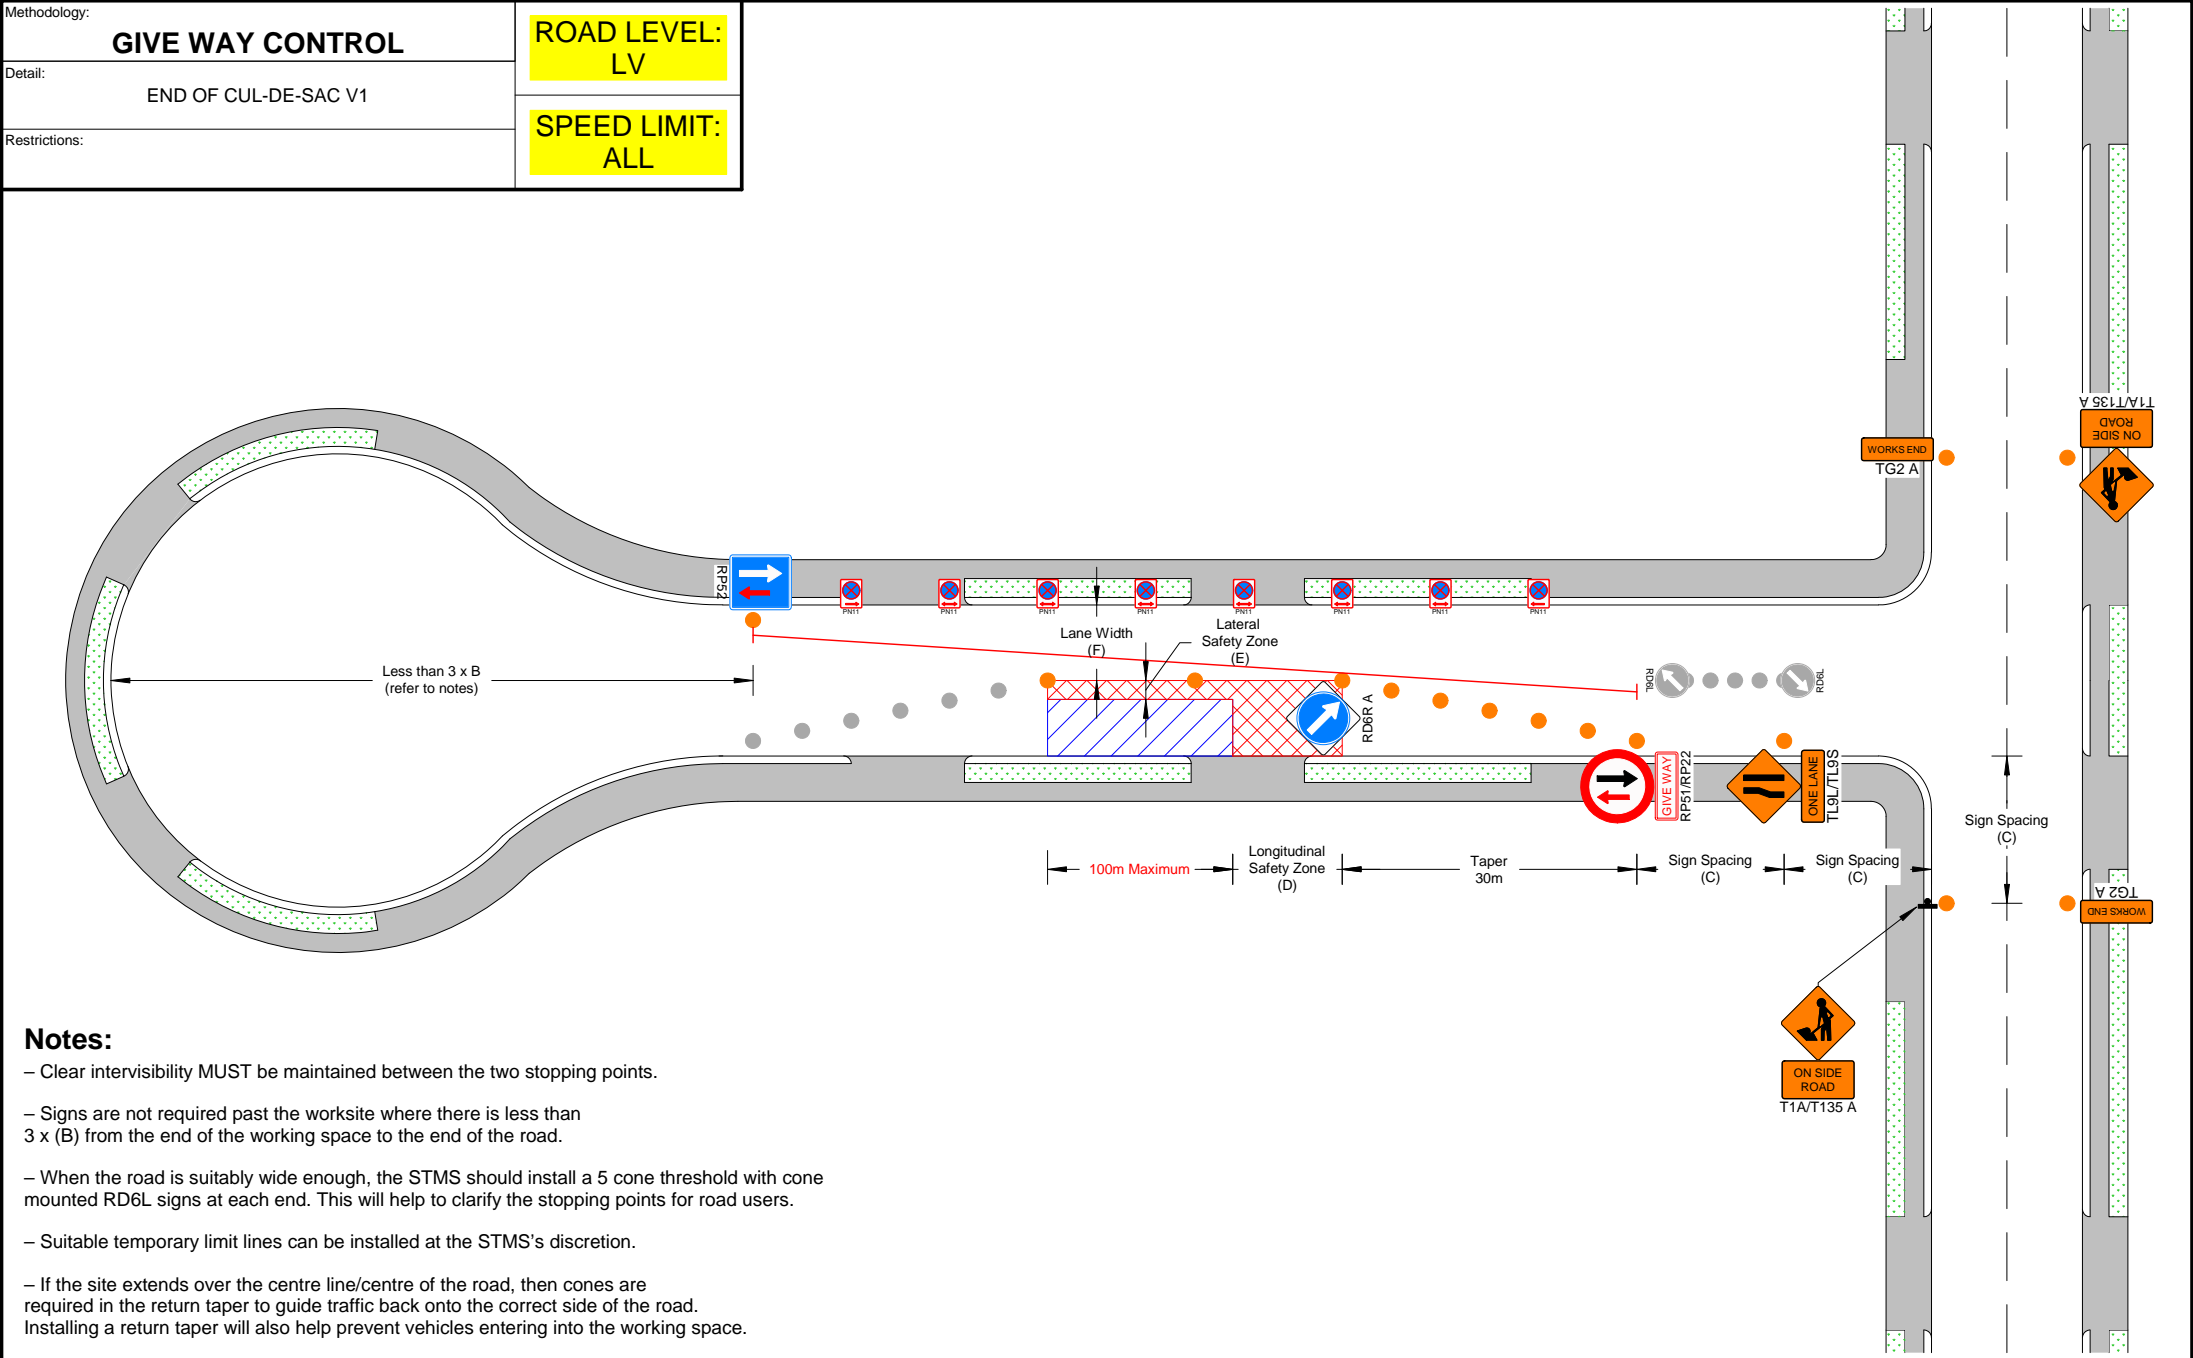 Methodology:
GIVE WAY CONTROL
Detail:
END OF CUL-DE-SAC V1
Restrictions:
ROAD LEVEL:
LV
SPEED LIMIT:
ALL
T1A/T135 A
ON SIDE
ROAD
WORKS END
TG2 A
RP52
PN11
PN11
PN11
PN11
PN11
PN11
PN11
PN11
Lane Width
(F)
Lateral
Safety Zone
(E)
Less than 3 x B
(refer to notes)
RD6L
RD6L
RD6R A
GIVE WAY
RP51/RP22
ONE LANE
TL9L/TL9S
Sign Spacing
(C)
100m Maximum
Longitudinal
Safety Zone
(D)
Taper
30m
Sign Spacing
(C)
Sign Spacing
(C)
TG2 A
WORKS END
ON SIDE
ROAD
T1A/T135 A
Notes:
– Clear intervisibility MUST be maintained between the two stopping points.
– Signs are not required past the worksite where there is less than
3 x (B) from the end of the working space to the end of the road.
– When the road is suitably wide enough, the STMS should install a 5 cone threshold with cone
mounted RD6L signs at each end. This will help to clarify the stopping points for road users.
– Suitable temporary limit lines can be installed at the STMS's discretion.
– If the site extends over the centre line/centre of the road, then cones are
required in the return taper to guide traffic back onto the correct side of the road.
Installing a return taper will also help prevent vehicles entering into the working space.